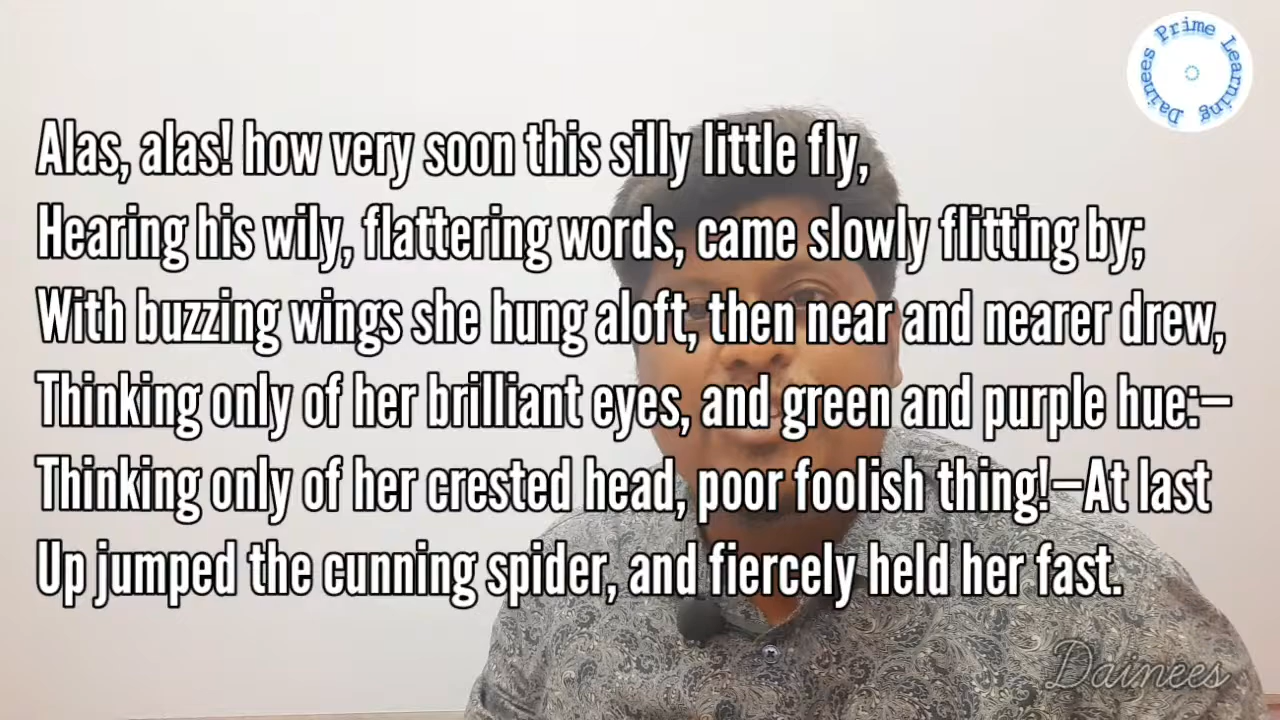 Dainees Prime Learning
Alas, alas! how very soon this silly little fly,
Hearing his wily, flattering words, came slowly flitting by;
With buzzing wings she hung aloft, then near and nearer drew,
Thinking only of her brilliant eyes, and green and purple hue:–
Thinking only of her crested head, poor foolish thing!–At last
Up jumped the cunning spider, and fiercely held her fast.
Dainees